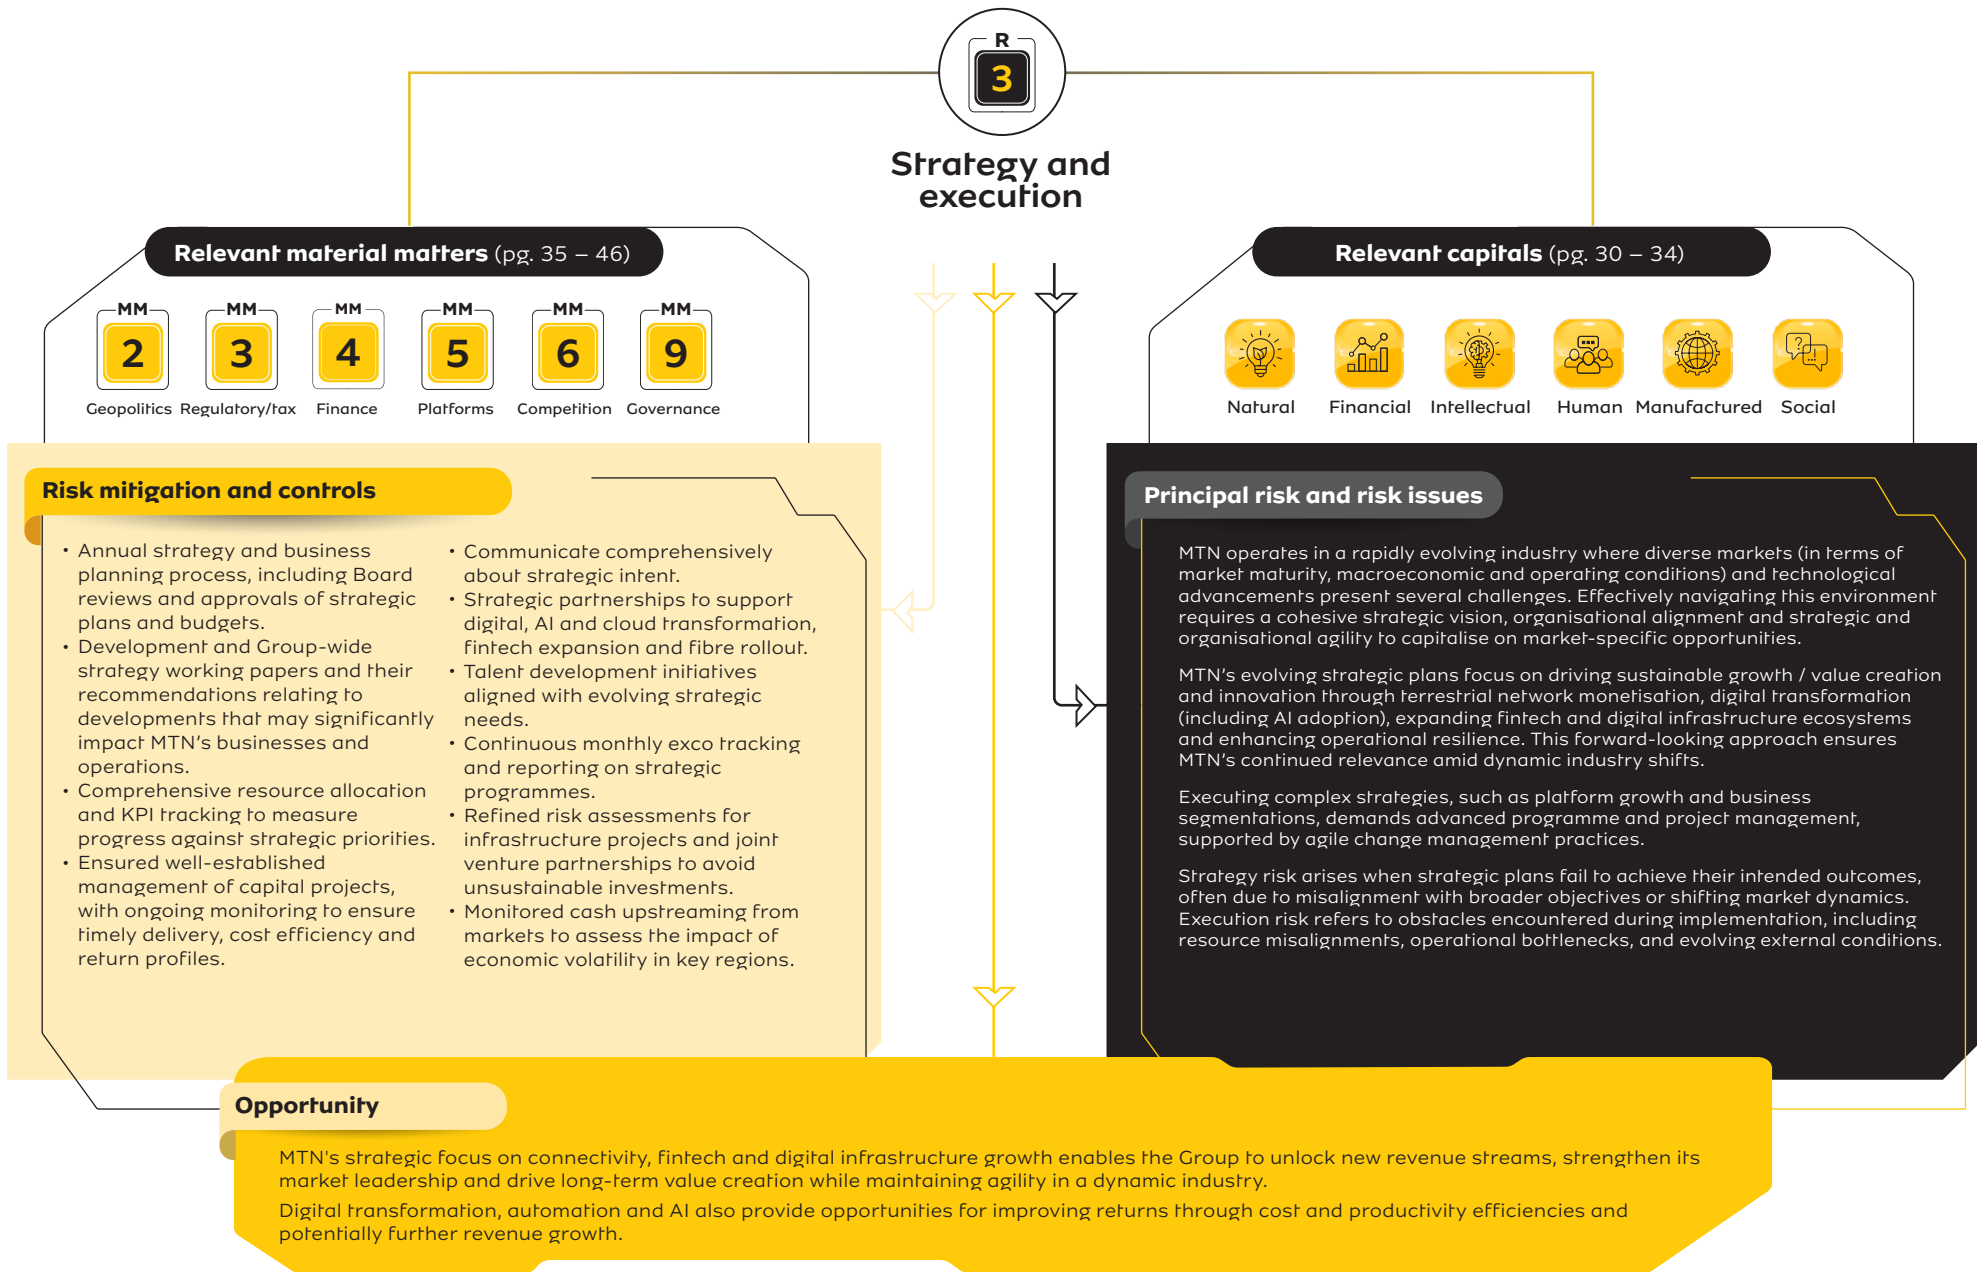 R
3
Strategy and
execution
Relevant material matters (pg. 35 – 46)
MM
2
Geopolitics
MM
3
Regulatory/tax
MM
4
Finance
MM
5
Platforms
MM
6
Competition
MM
9
Governance
Relevant capitals (pg. 30 – 34)
Natural
Financial
Intellectual
Human
Manufactured
Social
Risk mitigation and controls
• Annual strategy and business
planning process, including Board
reviews and approvals of strategic
plans and budgets.
• Development and Group-wide
strategy working papers and their
recommendations relating to
developments that may significantly
impact MTN's businesses and
operations.
• Comprehensive resource allocation
and KPI tracking to measure
progress against strategic priorities.
• Ensured well-established
management of capital projects,
with ongoing monitoring to ensure
timely delivery, cost efficiency and
return profiles.
• Communicate comprehensively
about strategic intent.
• Strategic partnerships to support
digital, AI and cloud transformation,
fintech expansion and fibre rollout.
• Talent development initiatives
aligned with evolving strategic
needs.
• Continuous monthly exco tracking
and reporting on strategic
programmes.
• Refined risk assessments for
infrastructure projects and joint
venture partnerships to avoid
unsustainable investments.
• Monitored cash upstreaming from
markets to assess the impact of
economic volatility in key regions.
Principal risk and risk issues
MTN operates in a rapidly evolving industry where diverse markets (in terms of
market maturity, macroeconomic and operating conditions) and technological
advancements present several challenges. Effectively navigating this environment
requires a cohesive strategic vision, organisational alignment and strategic and
organisational agility to capitalise on market-specific opportunities.
MTN's evolving strategic plans focus on driving sustainable growth / value creation
and innovation through terrestrial network monetisation, digital transformation
(including AI adoption), expanding fintech and digital infrastructure ecosystems
and enhancing operational resilience. This forward-looking approach ensures
MTN's continued relevance amid dynamic industry shifts.
Executing complex strategies, such as platform growth and business
segmentations, demands advanced programme and project management,
supported by agile change management practices.
Strategy risk arises when strategic plans fail to achieve their intended outcomes,
often due to misalignment with broader objectives or shifting market dynamics.
Execution risk refers to obstacles encountered during implementation, including
resource misalignments, operational bottlenecks, and evolving external conditions.
Opportunity
MTN's strategic focus on connectivity, fintech and digital infrastructure growth enables the Group to unlock new revenue streams, strengthen its
market leadership and drive long-term value creation while maintaining agility in a dynamic industry.
Digital transformation, automation and AI also provide opportunities for improving returns through cost and productivity efficiencies and
potentially further revenue growth.